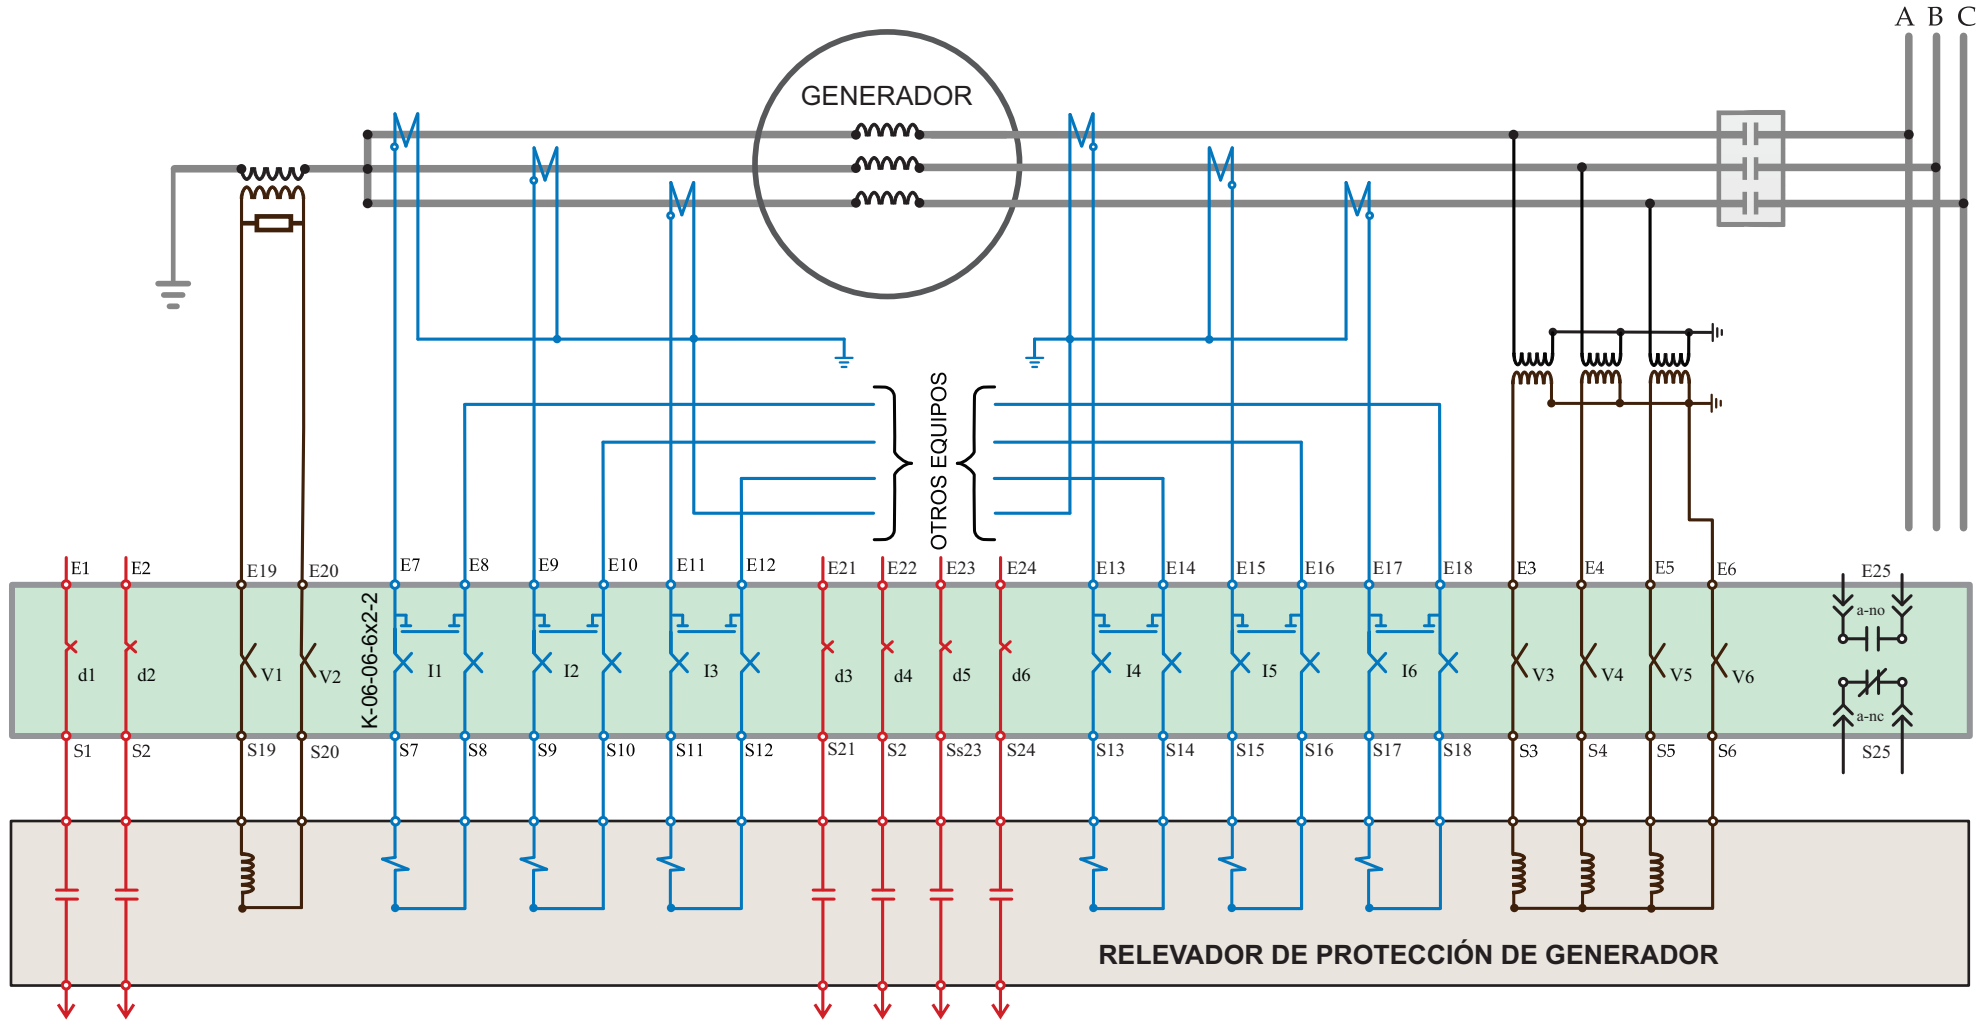 A B C
GENERADOR
OTROS EQUIPOS
E1 E2 E19 E20 E7 E8 E9 E10 E11 E12 E21 E22 E23 E24 E13 E14 E15 E16 E17 E18 E3 E4 E5 E6 E25
K-06-06-6x2-2
a-no
d1 d2 V1 V2 I1 I2 I3 d3 d4 d5 d6 I4 I5 I6 V3 V4 V5 V6
a-nc
S1 S2 S19 S20 S7 S8 S9 S10 S11 S12 S21 S2 Ss23 S24 S13 S14 S15 S16 S17 S18 S3 S4 S5 S6 S25
RELEVADOR DE PROTECCIÓN DE GENERADOR